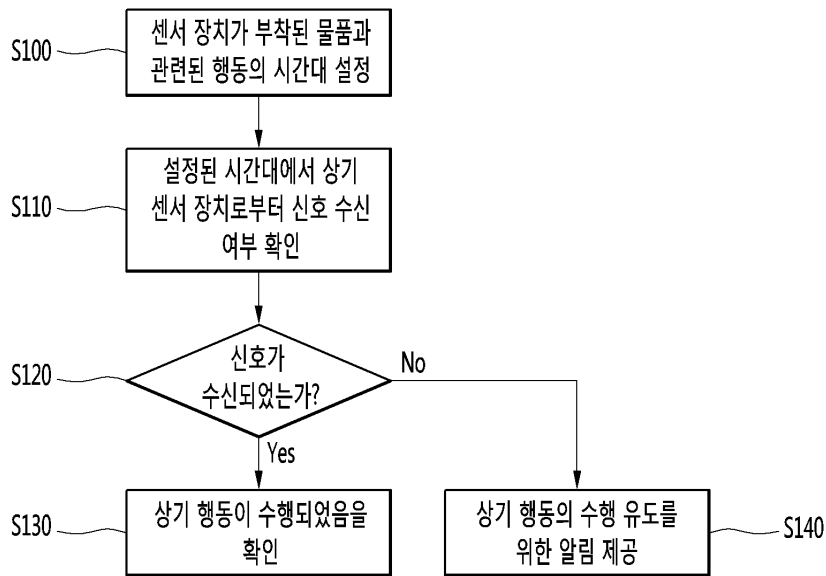 S100
센서 장치가 부착된 물품과
관련된 행동의 시간대 설정
S110
설정된 시간대에서 상기
센서 장치로부터 신호 수신
여부 확인
S120
신호가
수신되었는가?
No
Yes
S130
상기 행동이 수행되었음을
확인
상기 행동의 수행 유도를
위한 알림 제공
S140